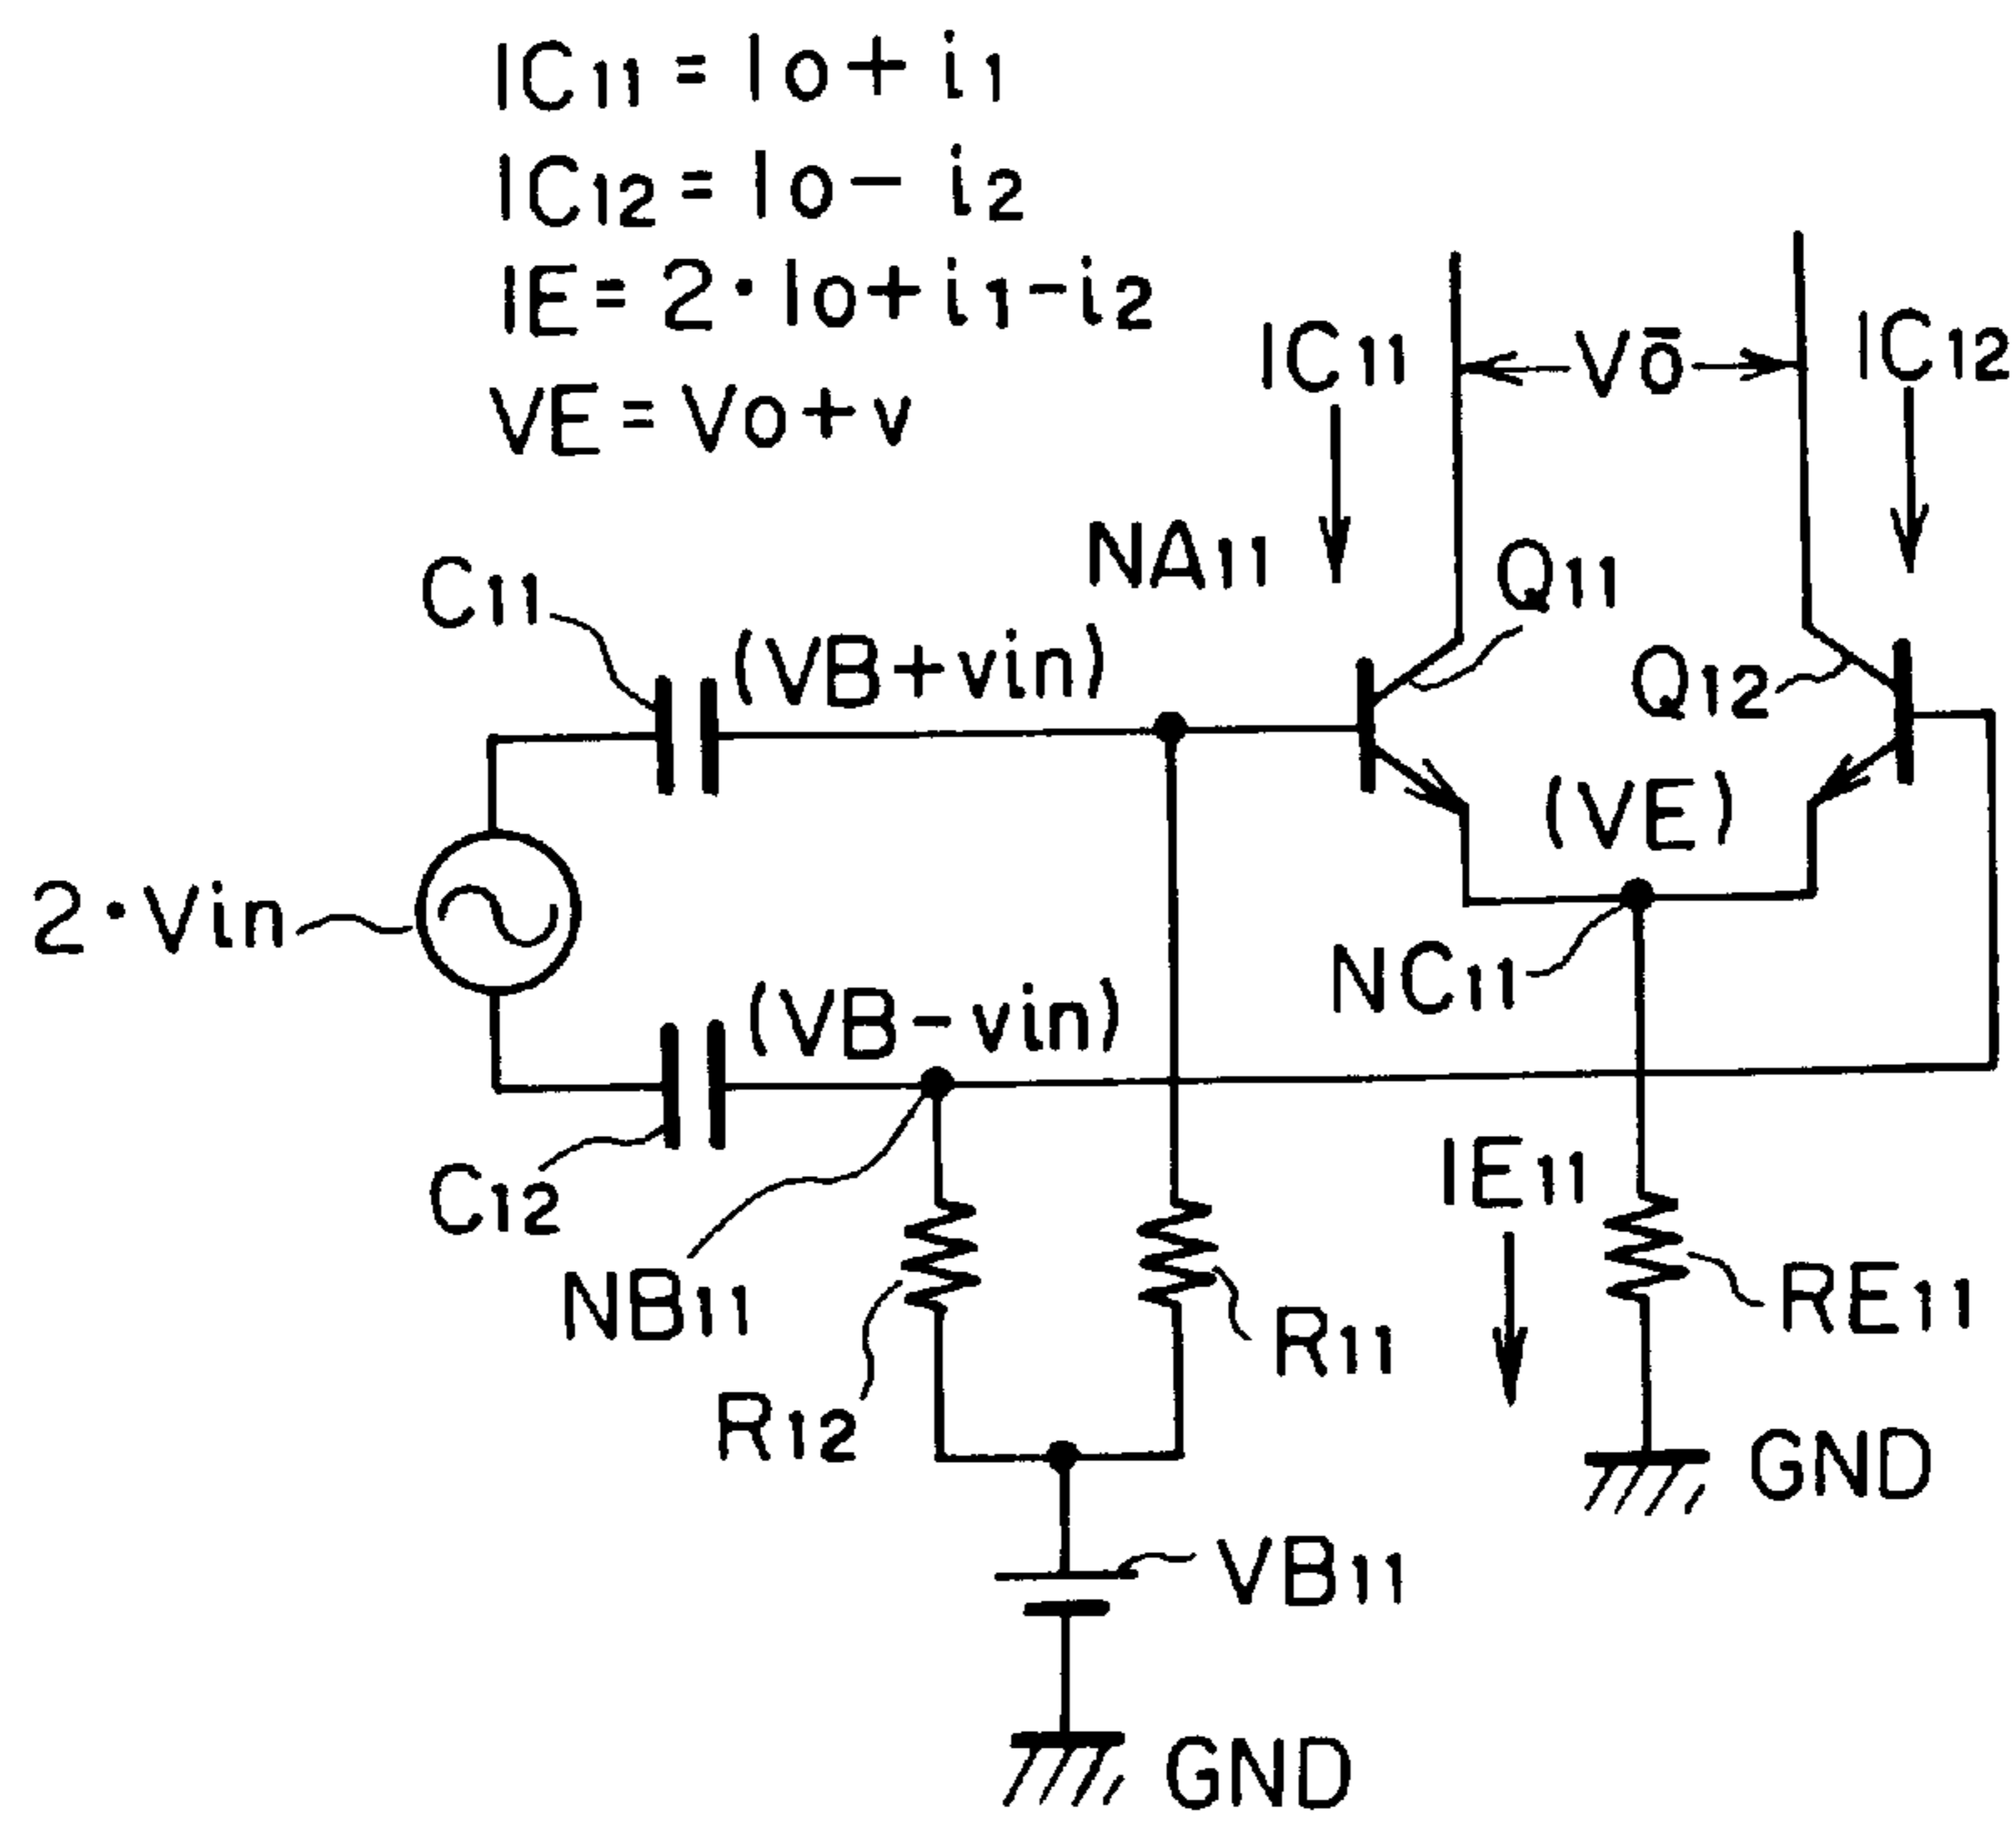 IC11 = Io + i1
IC12 = Io - i2
IE = 2·Io + i1 - i2
VE = Vo + v
IC11
Vō
IC12
NA11
Q11
C11
(VB+vin)
Q12
(VE)
2·Vin
NC11
(VB-vin)
C12
IE11
NB11
RE11
R11
R12
GND
VB11
GND